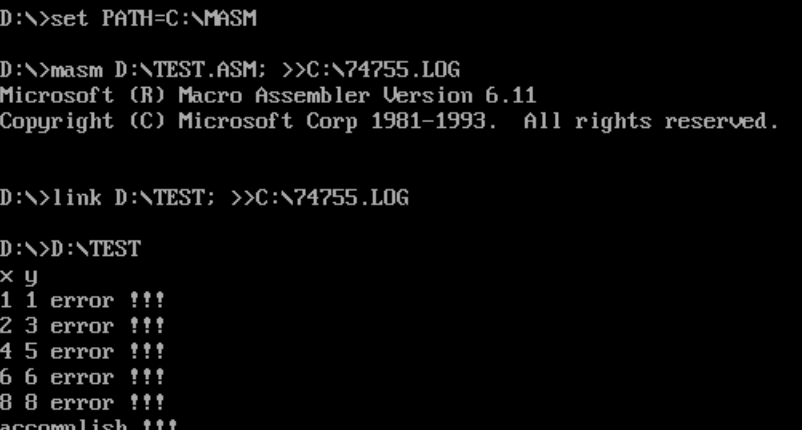 D:\>set PATH=C:\MASM
D:\>masm D:\TEST.ASM; >>C:\74755.LOG
Microsoft (R) Macro Assembler Version 6.11
Copyright (C) Microsoft Corp 1981-1993.  All rights reserved.
D:\>link D:\TEST; >>C:\74755.LOG
D:\>D:\TEST
x y
1 1 error !!!
2 3 error !!!
4 5 error !!!
6 6 error !!!
8 8 error !!!
accomplish !!!